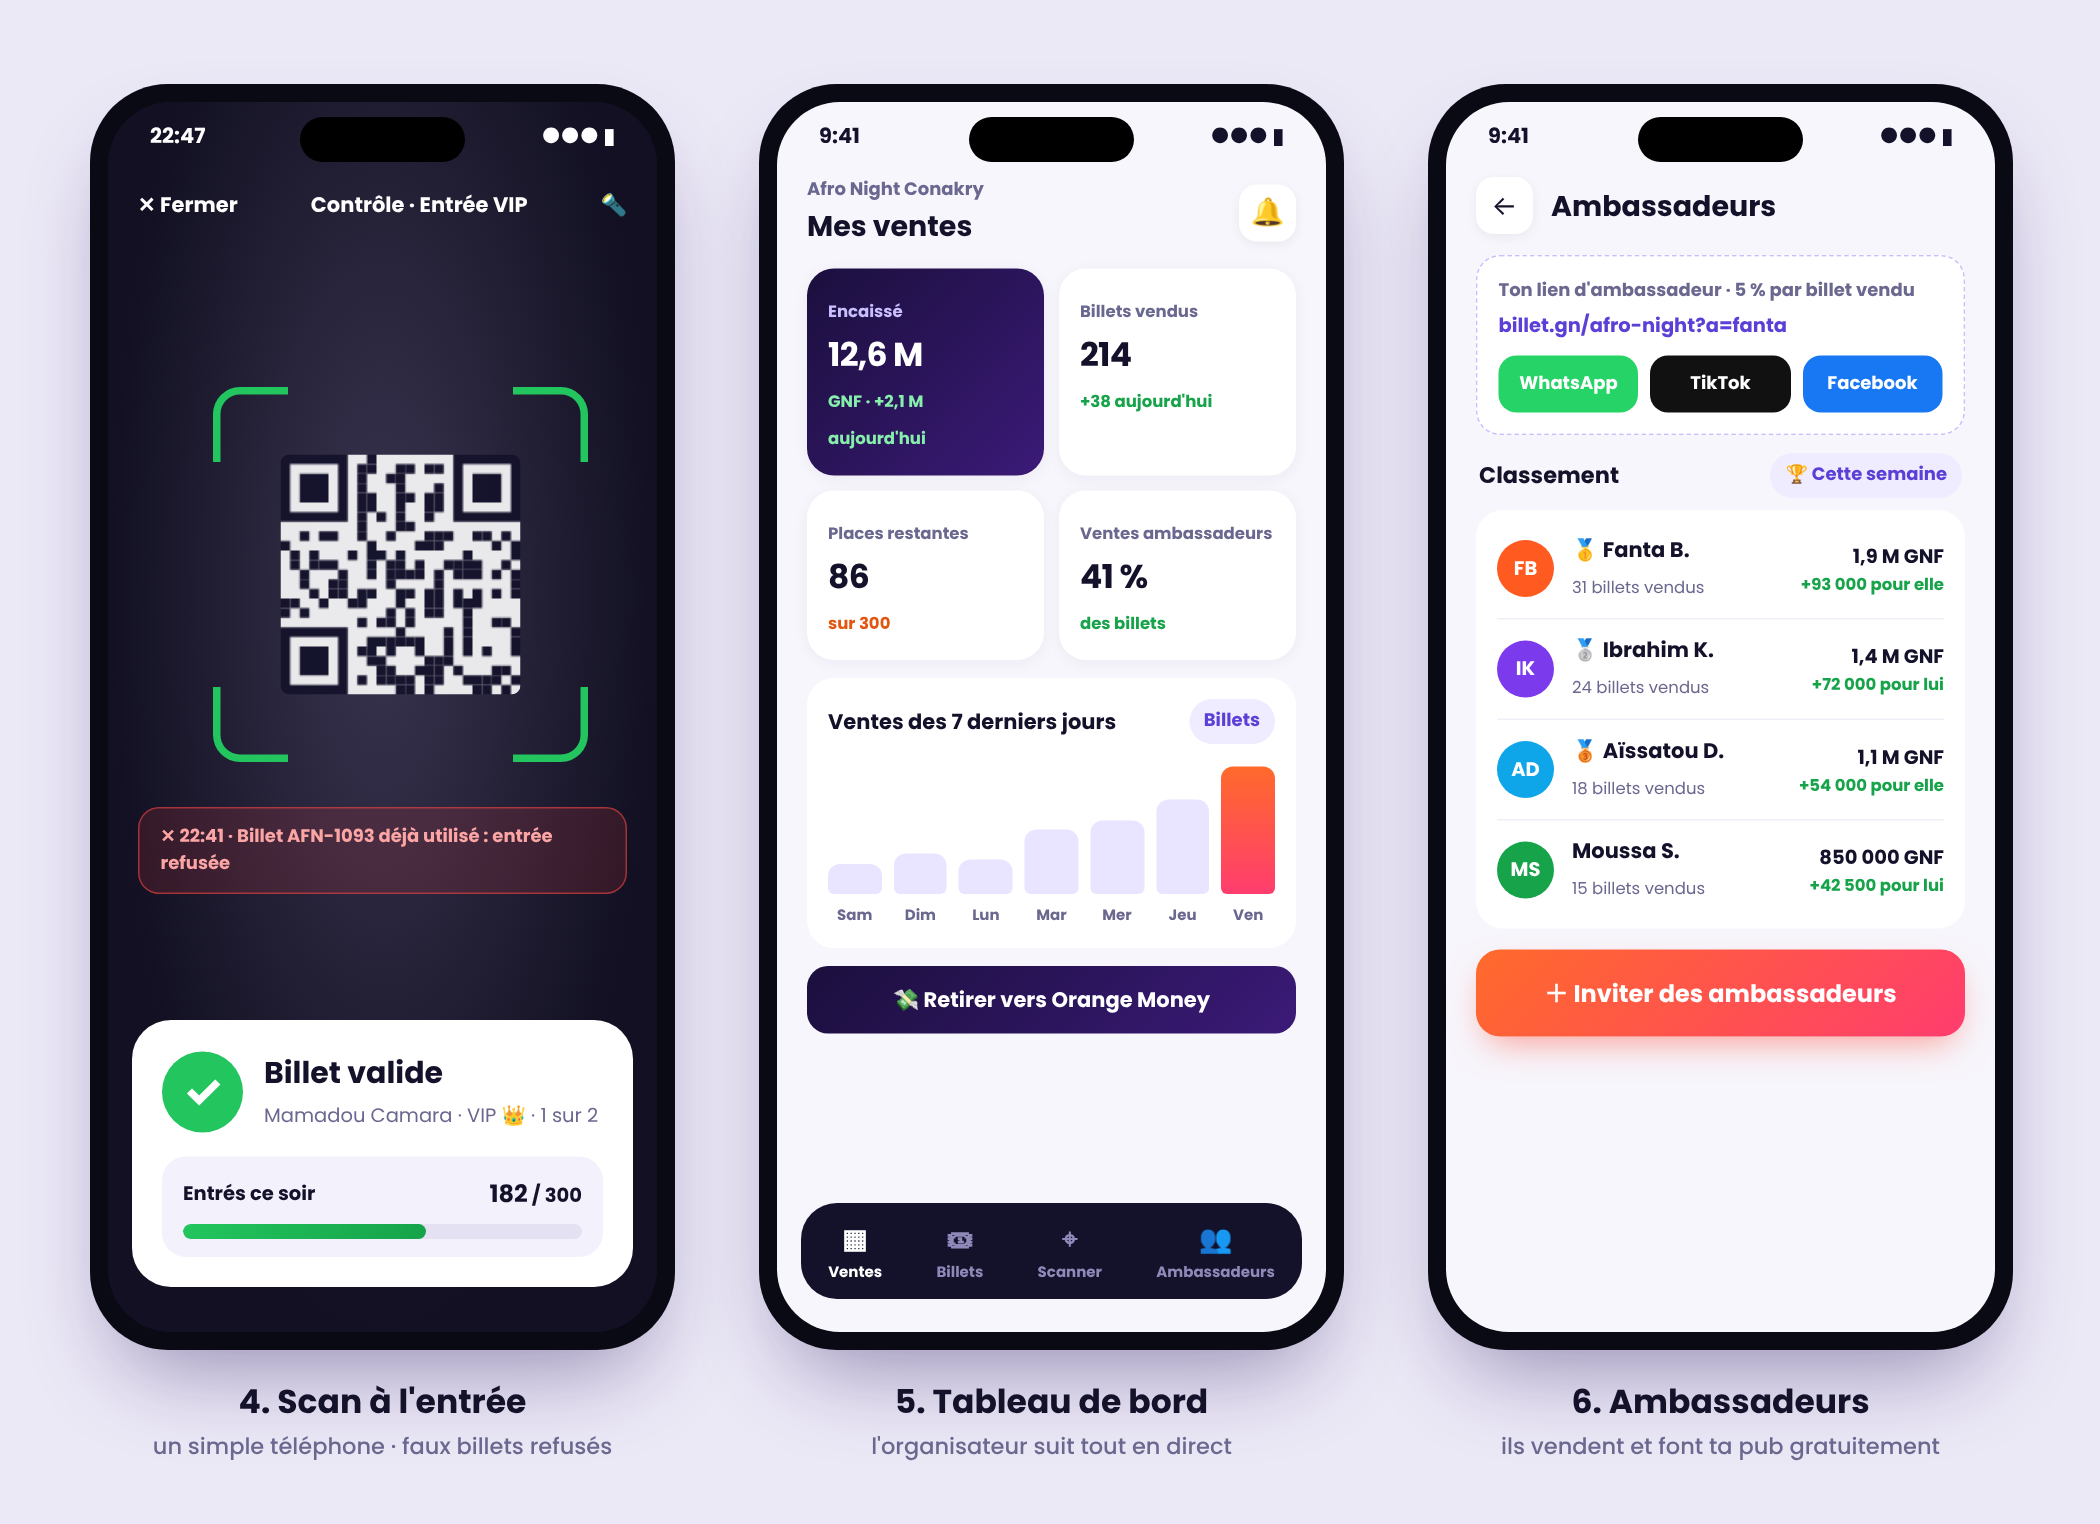 22:47
✕ Fermer
Contrôle · Entrée VIP
✕ 22:41 · Billet AFN-1093 déjà utilisé : entrée
refusée
Billet valide
Mamadou Camara · VIP 👑 · 1 sur 2
Entrés ce soir
182 / 300
4. Scan à l'entrée
un simple téléphone · faux billets refusés
9:41
Afro Night Conakry
Mes ventes
Encaissé
12,6 M
GNF · +2,1 M
aujourd'hui
Billets vendus
214
+38 aujourd'hui
Places restantes
86
sur 300
Ventes ambassadeurs
41 %
des billets
Ventes des 7 derniers jours
Billets
Sam Dim Lun Mar Mer Jeu Ven
💸 Retirer vers Orange Money
Ventes Billets Scanner Ambassadeurs
5. Tableau de bord
l'organisateur suit tout en direct
9:41
← Ambassadeurs
Ton lien d'ambassadeur · 5 % par billet vendu
billet.gn/afro-night?a=fanta
WhatsApp TikTok Facebook
Classement
🏆 Cette semaine
FB
🥇 Fanta B.
31 billets vendus
1,9 M GNF
+93 000 pour elle
IK
🥈 Ibrahim K.
24 billets vendus
1,4 M GNF
+72 000 pour lui
AD
🥉 Aïssatou D.
18 billets vendus
1,1 M GNF
+54 000 pour elle
MS
Moussa S.
15 billets vendus
850 000 GNF
+42 500 pour lui
+ Inviter des ambassadeurs
6. Ambassadeurs
ils vendent et font ta pub gratuitement